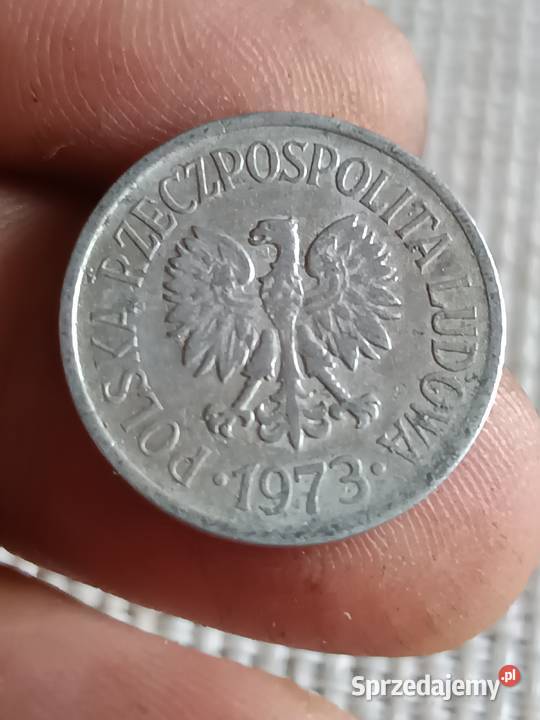 POLSKA RZECZPOSPOLITA LUDOWA
·1973·
Sprzedajemy.pl